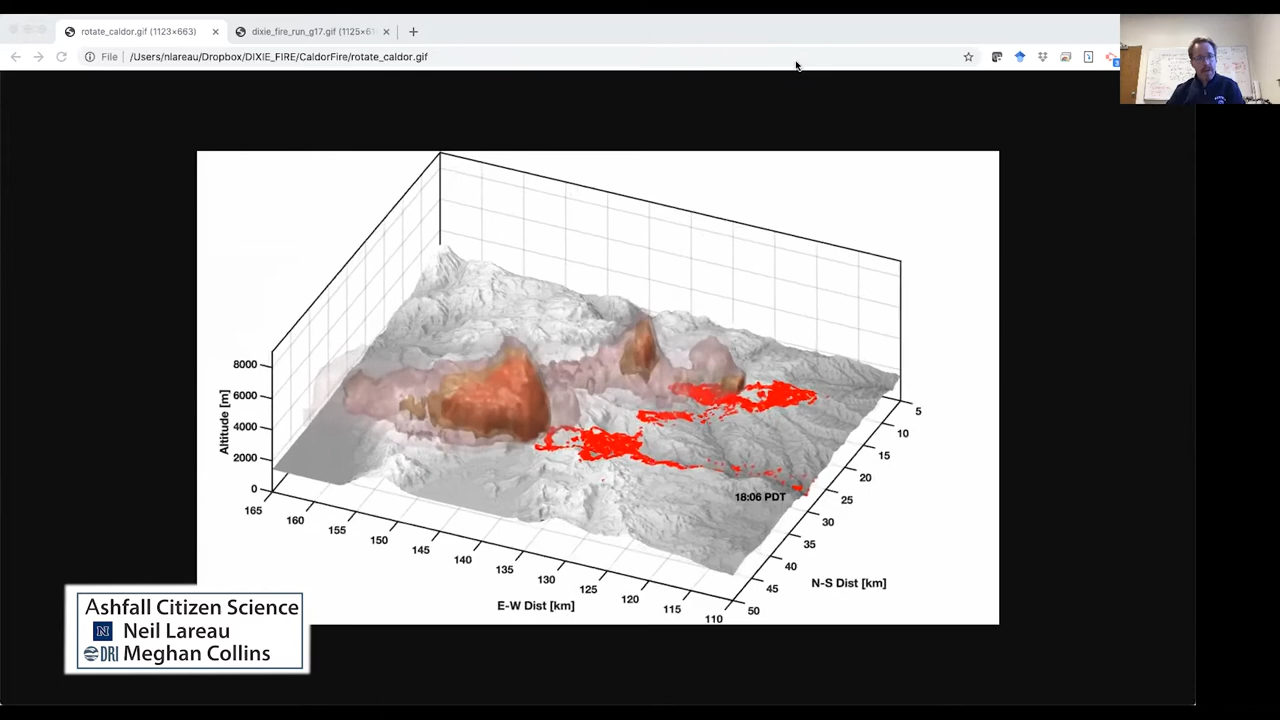 rotate_caldor.gif (1123×663)
dixie_fire_run_g17.gif (1125×61
File
/Users/nlareau/Dropbox/DIXIE_FIRE/CaldorFire/rotate_caldor.gif
8000
6000
4000
2000
0
Altitude [m]
165
160
155
150
145
140
135
130
125
120
115
110
E-W Dist [km]
5
10
15
20
25
30
35
40
45
50
N-S Dist [km]
18:06 PDT
Ashfall Citizen Science
N Neil Lareau
DRI Meghan Collins